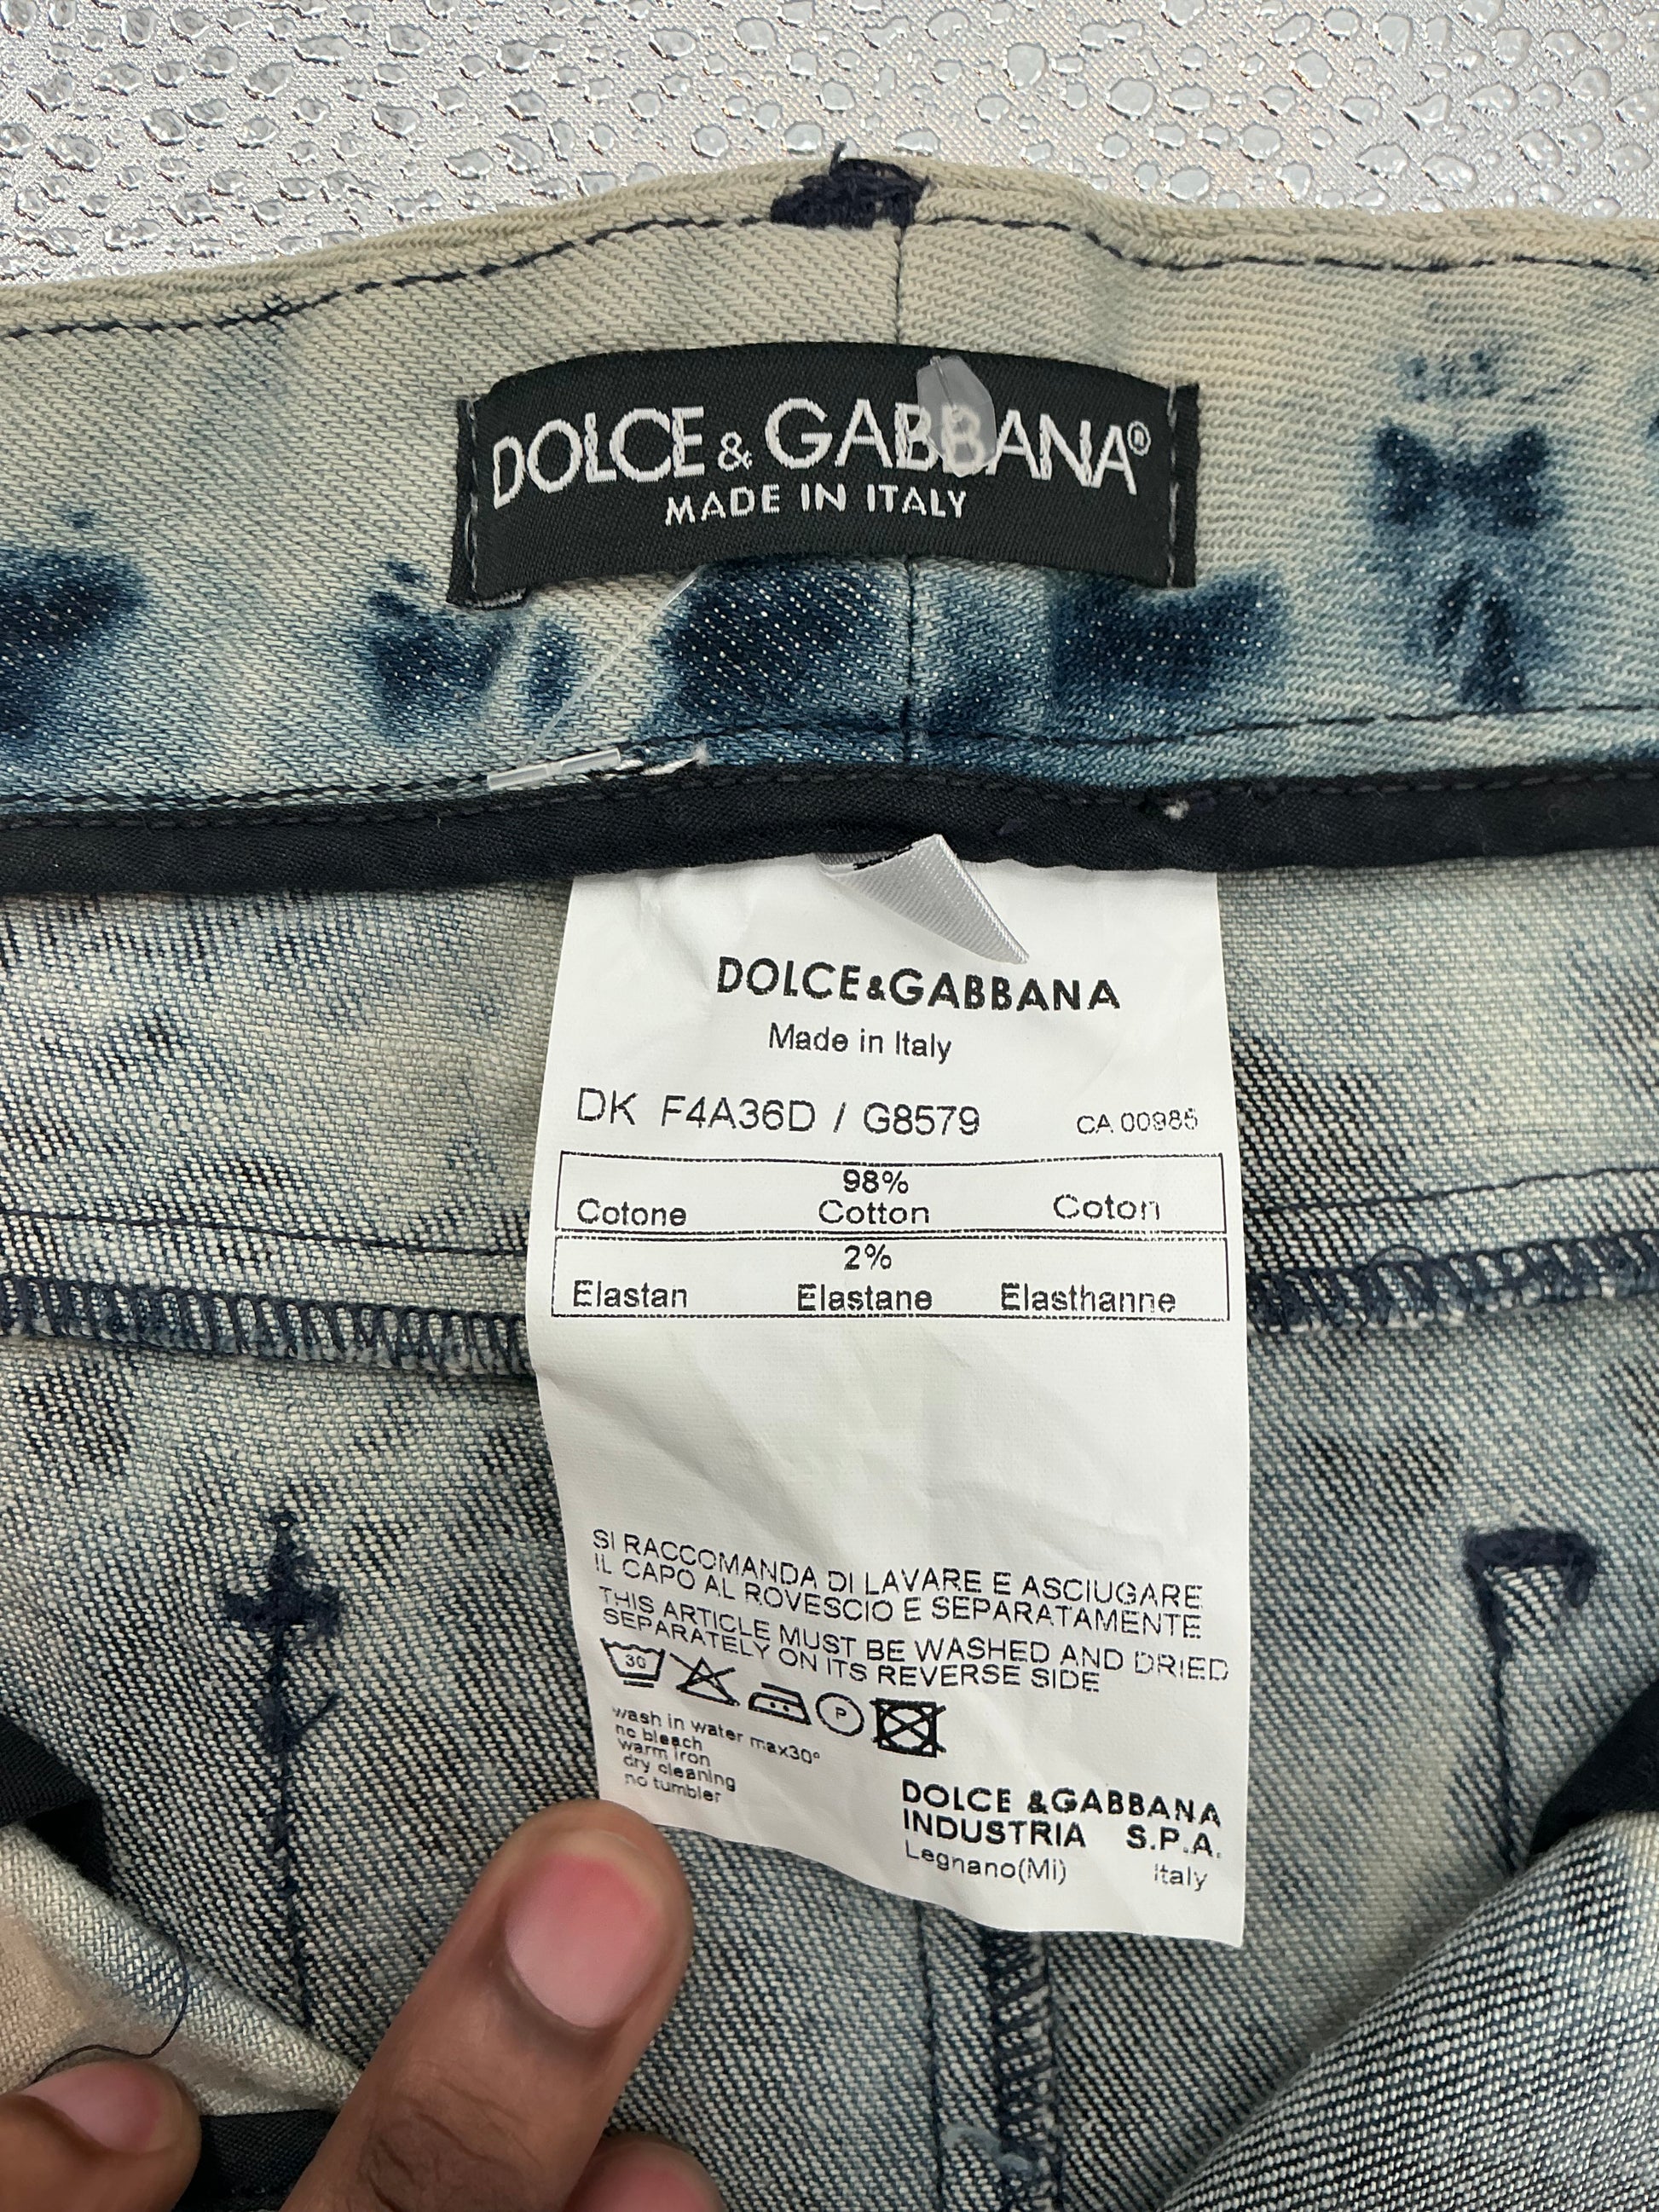 DOLCE & GABBANA®
MADE IN ITALY
DOLCE&GABBANA
Made in Italy
DK F4A36D / G8579 CA 00985
98%
Cotone Cotton Coton
2%
Elastan Elastane Elasthanne
SI RACCOMANDA DI LAVARE E ASCIUGARE
IL CAPO AL ROVESCIO E SEPARATAMENTE
THIS ARTICLE MUST BE WASHED AND DRIED
SEPARATELY ON ITS REVERSE SIDE
30 P
wash in water max30°
no bleach
warm iron
dry cleaning
no tumbler
DOLCE &GABBANA
INDUSTRIA S.P.A.
Legnano(Mi) Italy